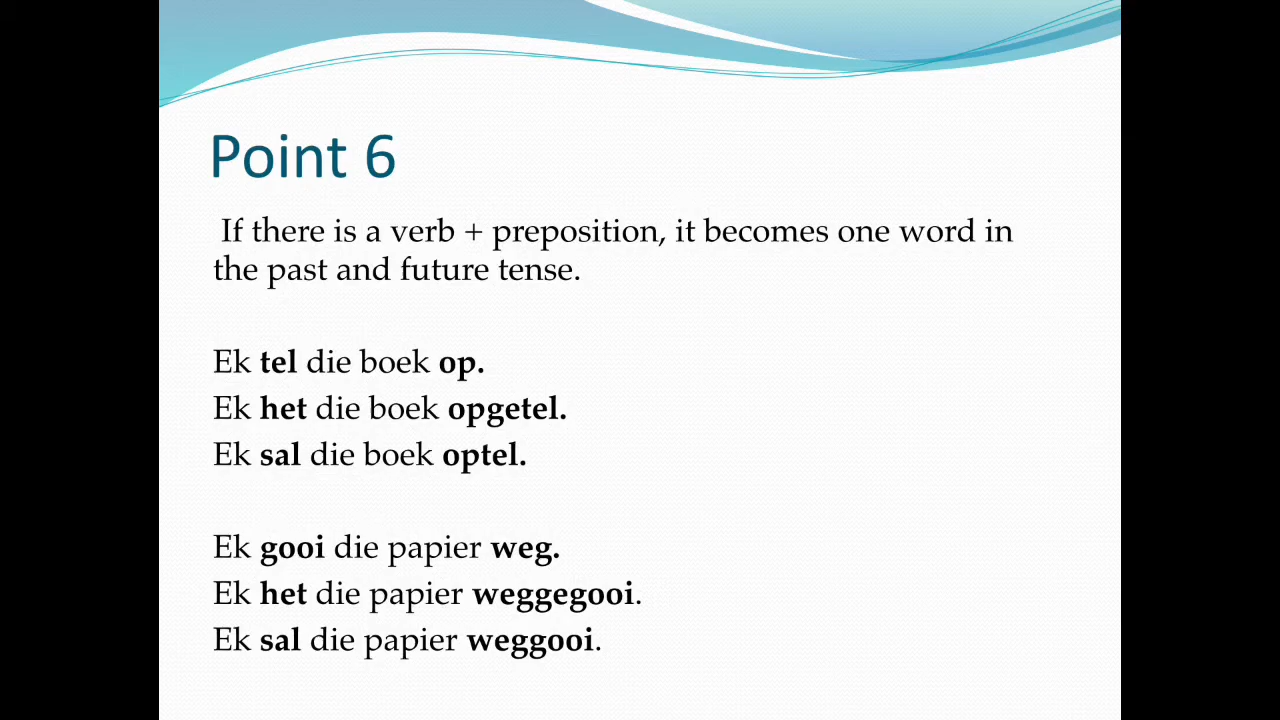 Point 6
If there is a verb + preposition, it becomes one word in
the past and future tense.
Ek tel die boek op.
Ek het die boek opgetel.
Ek sal die boek optel.
Ek gooi die papier weg.
Ek het die papier weggegooi.
Ek sal die papier weggooi.